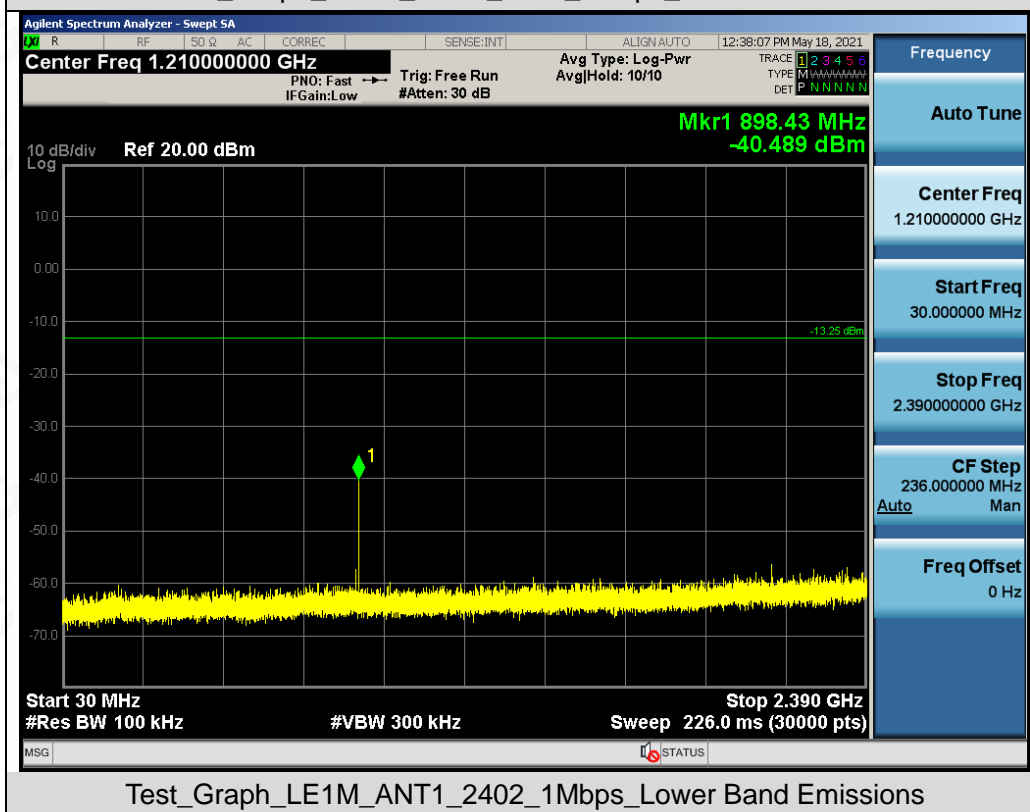 Agilent Spectrum Analyzer - Swept SA
LXI R RF 50 Ω AC CORREC SENSE:INT ALIGN AUTO 12:38:07 PM May 18, 2021
Center Freq 1.210000000 GHz
PNO: Fast
IFGain:Low
Trig: Free Run
#Atten: 30 dB
Avg Type: Log-Pwr
Avg|Hold: 10/10
TRACE 1 2 3 4 5 6
TYPE M
DET P N N N N N
Mkr1 898.43 MHz
-40.489 dBm
10 dB/div Ref 20.00 dBm
Log
10.0
0.00
-10.0
-13.25 dBm
-20.0
-30.0
1
-40.0
-50.0
-60.0
-70.0
Start 30 MHz Stop 2.390 GHz
#Res BW 100 kHz #VBW 300 kHz Sweep 226.0 ms (30000 pts)
MSG STATUS
Frequency
Auto Tune
Center Freq
1.210000000 GHz
Start Freq
30.000000 MHz
Stop Freq
2.390000000 GHz
CF Step
236.000000 MHz
Auto Man
Freq Offset
0 Hz
Test_Graph_LE1M_ANT1_2402_1Mbps_Lower Band Emissions